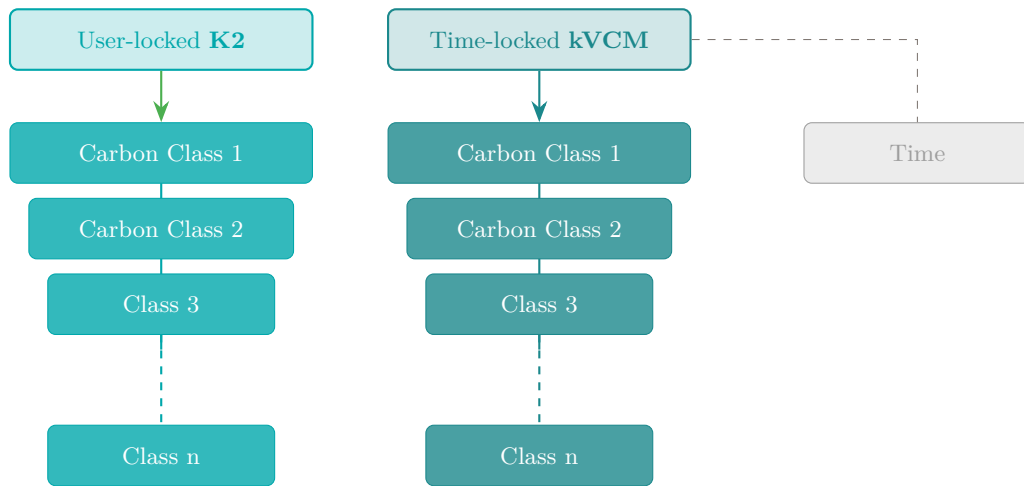 User-locked K2
Time-locked kVCM
Carbon Class 1
Carbon Class 1
Time
Carbon Class 2
Carbon Class 2
Class 3
Class 3
Class n
Class n